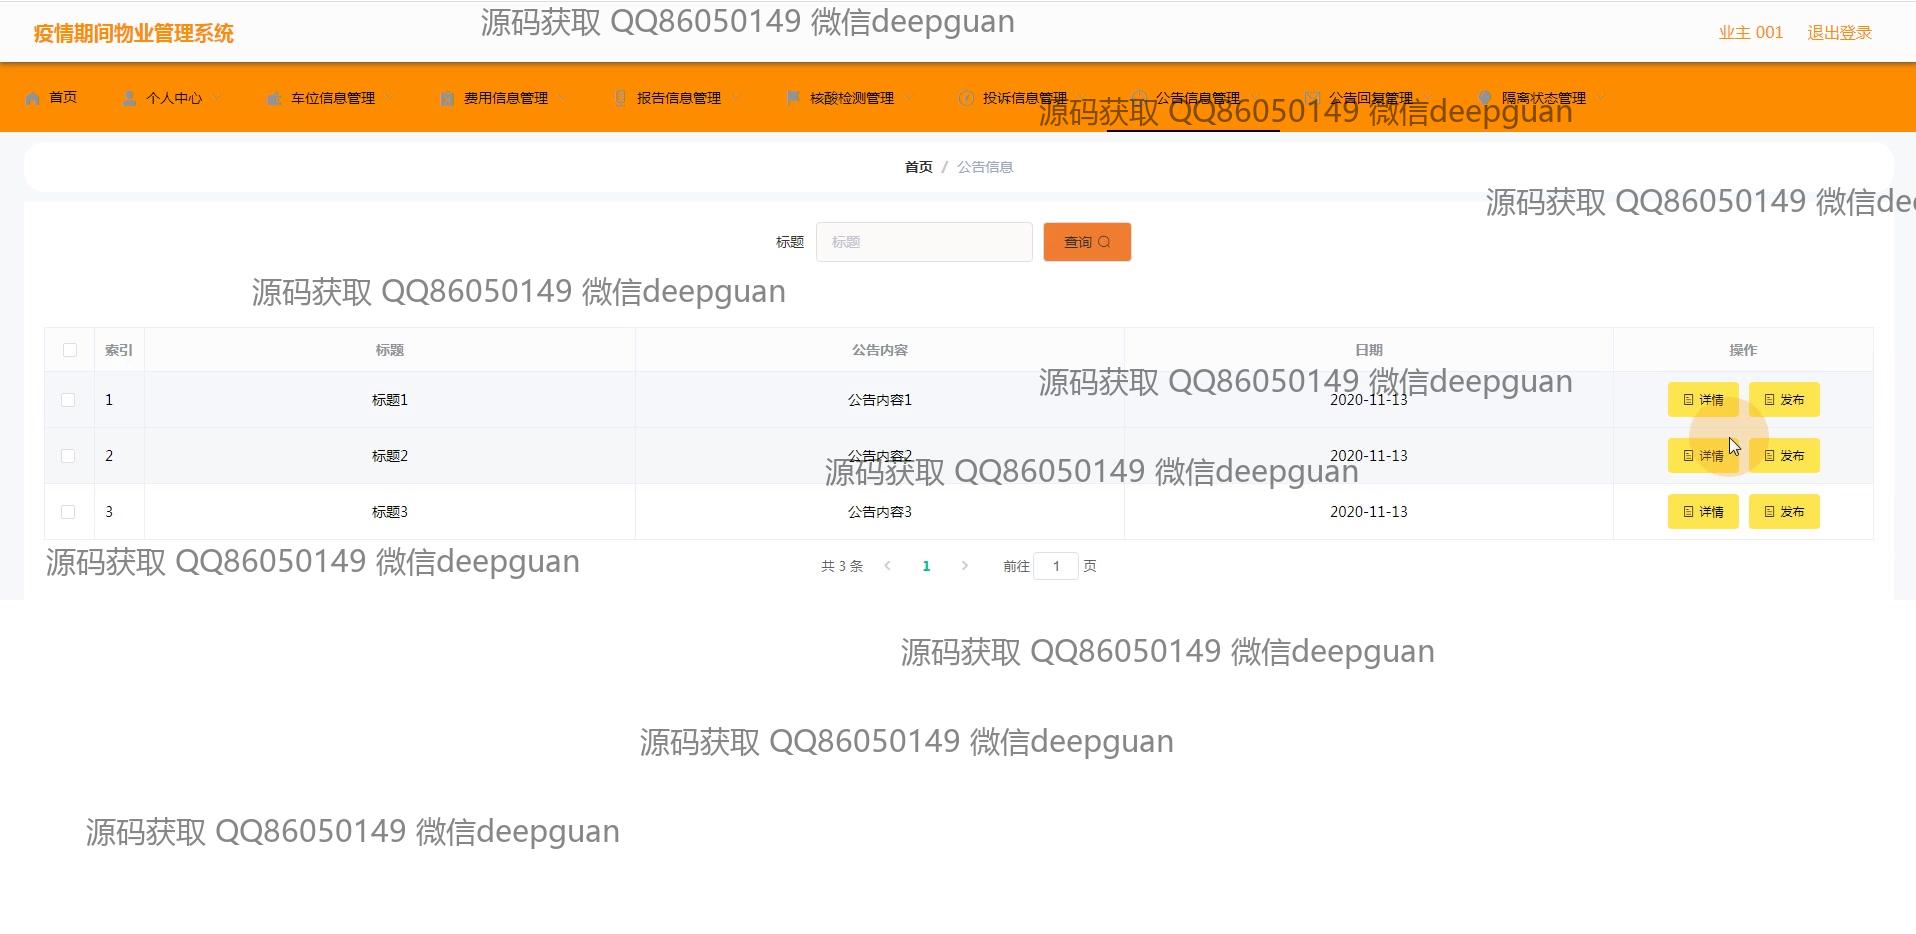 疫情期间物业管理系统
源码获取 QQ86050149 微信deepguan
业主 001 退出登录
首页 个人中心 车位信息管理 费用信息管理 报告信息管理 核酸检测管理 投诉信息管理 公告信息管理 公告回复管理 隔离状态管理
源码获取 QQ86050149 微信deepguan
首页 / 公告信息
源码获取 QQ86050149 微信dee
标题 标题 查询
源码获取 QQ86050149 微信deepguan
索引 标题 公告内容 日期 操作
源码获取 QQ86050149 微信deepguan
1 标题1 公告内容1 2020-11-13 详情 发布
2 标题2 公告内容2 2020-11-13 详情 发布
源码获取 QQ86050149 微信deepguan
3 标题3 公告内容3 2020-11-13 详情 发布
源码获取 QQ86050149 微信deepguan
共 3 条 1 前往 1 页
源码获取 QQ86050149 微信deepguan
源码获取 QQ86050149 微信deepguan
源码获取 QQ86050149 微信deepguan